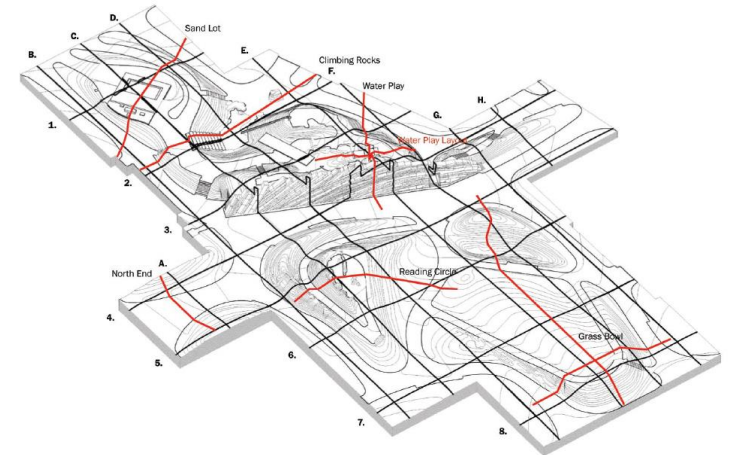 D.
Sand Lot
C.
B.
E.
Climbing Rocks
F.
Water Play
G.
H.
1.
Water Play Layout
2.
3.
A.
North End
Reading Circle
4.
Grass Bowl
5.
6.
7.
8.